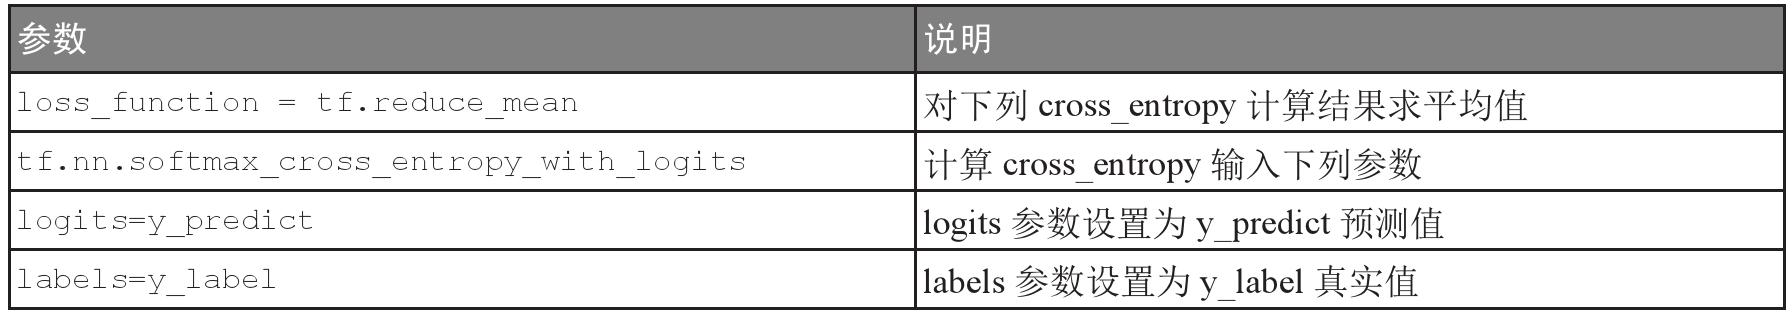 参数 说明
loss_function = tf.reduce_mean 对下列 cross_entropy 计算结果求平均值
tf.nn.softmax_cross_entropy_with_logits 计算 cross_entropy 输入下列参数
logits=y_predict logits 参数设置为 y_predict 预测值
labels=y_label labels 参数设置为 y_label 真实值